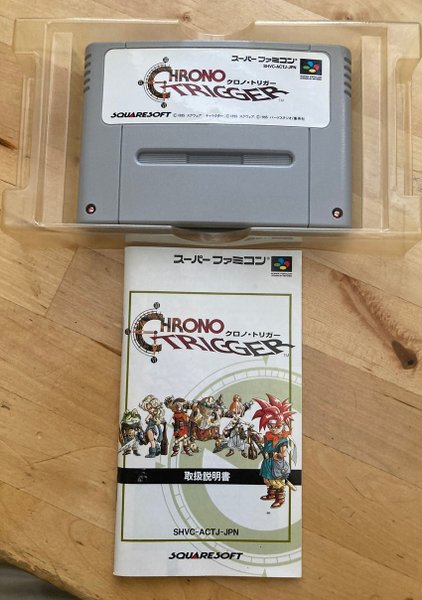 スーパーファミコン®
SHVC-ACTJ-JPN
CHRONO
クロノ・トリガー
TRIGGER™
SQUARESOFT
スーパーファミコン®
CHRONO
クロノ・トリガー
TRIGGER™
取扱説明書
SHVC-ACTJ-JPN
SQUARESOFT